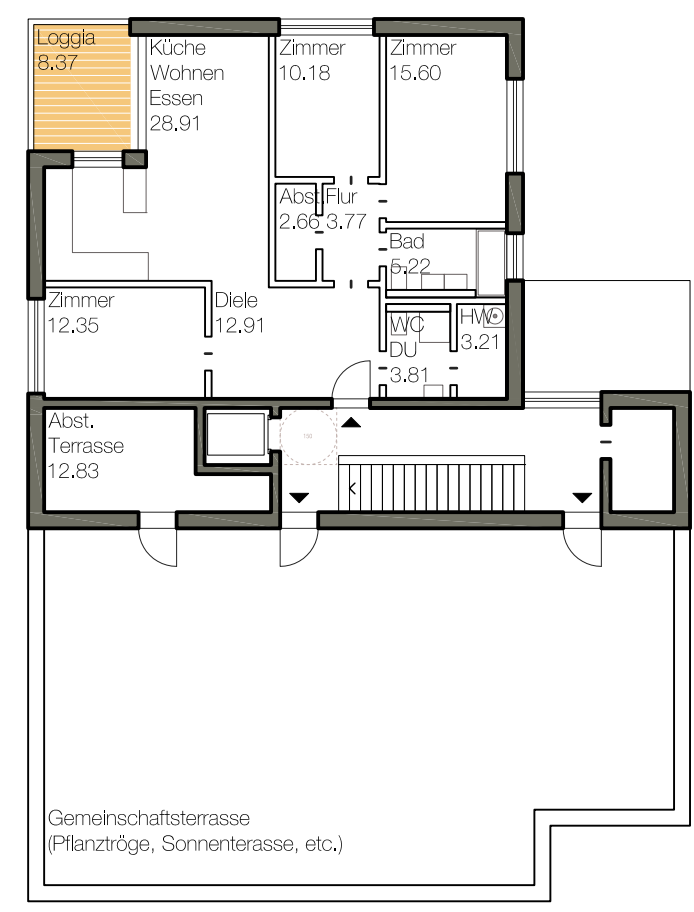 Loggia
8.37
Küche
Wohnen
Essen
28.91
Zimmer
10.18
Zimmer
15.60
Abst.
2.66
Flur
3.77
Bad
5.22
Zimmer
12.35
Diele
12.91
WC
DU
3.81
HW
3.21
Abst.
Terrasse
12.83
150
Gemeinschaftsterrasse
(Pflanztröge, Sonnenterasse, etc.)